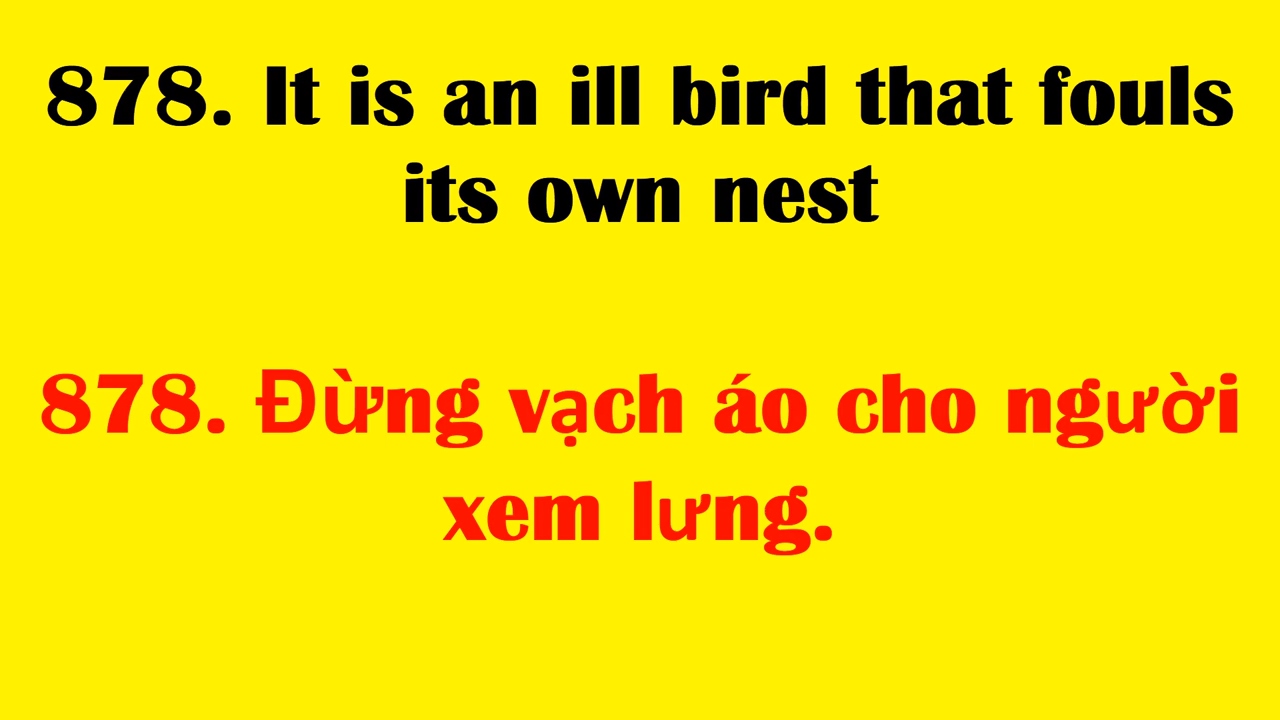 878. It is an ill bird that fouls
its own nest
878. Đừng vạch áo cho người
xem lưng.